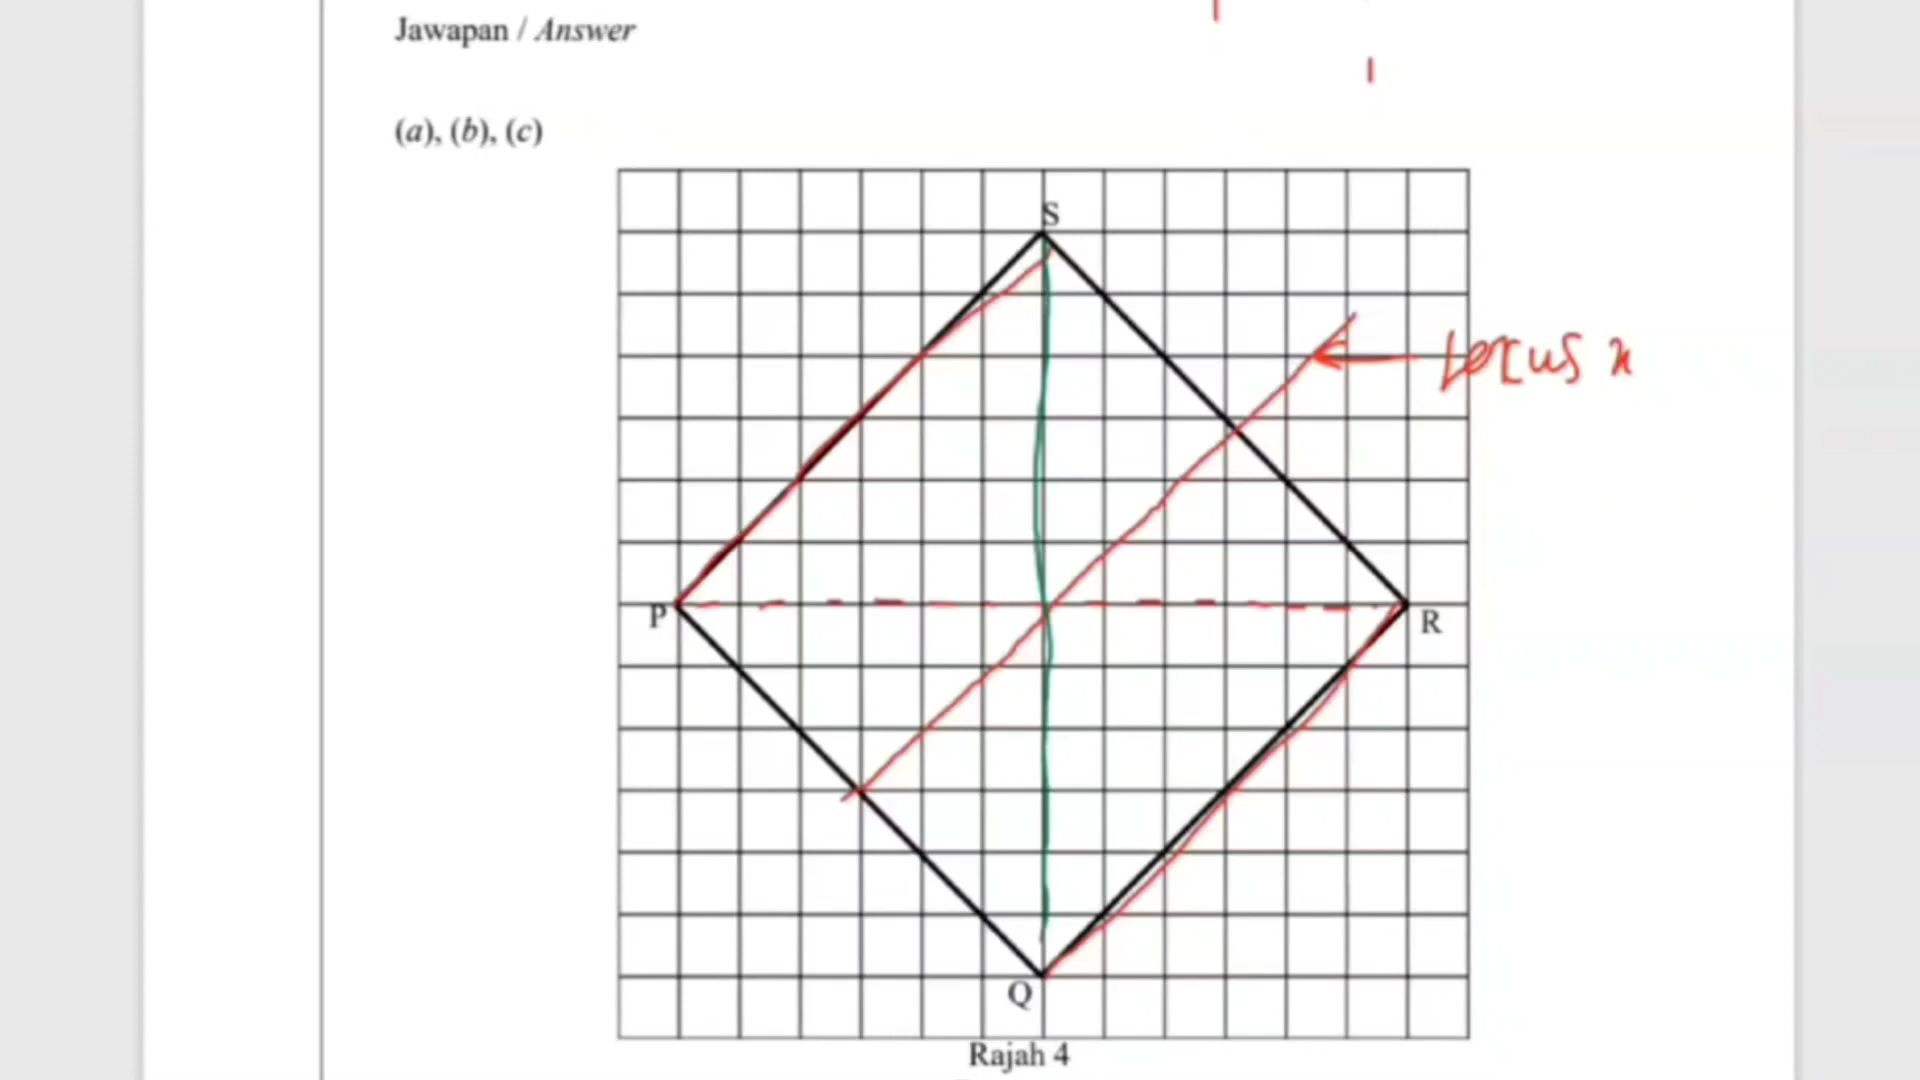 Jawapan / Answer
(a), (b), (c)
S
Locus x
P
R
Q
Rajah 4